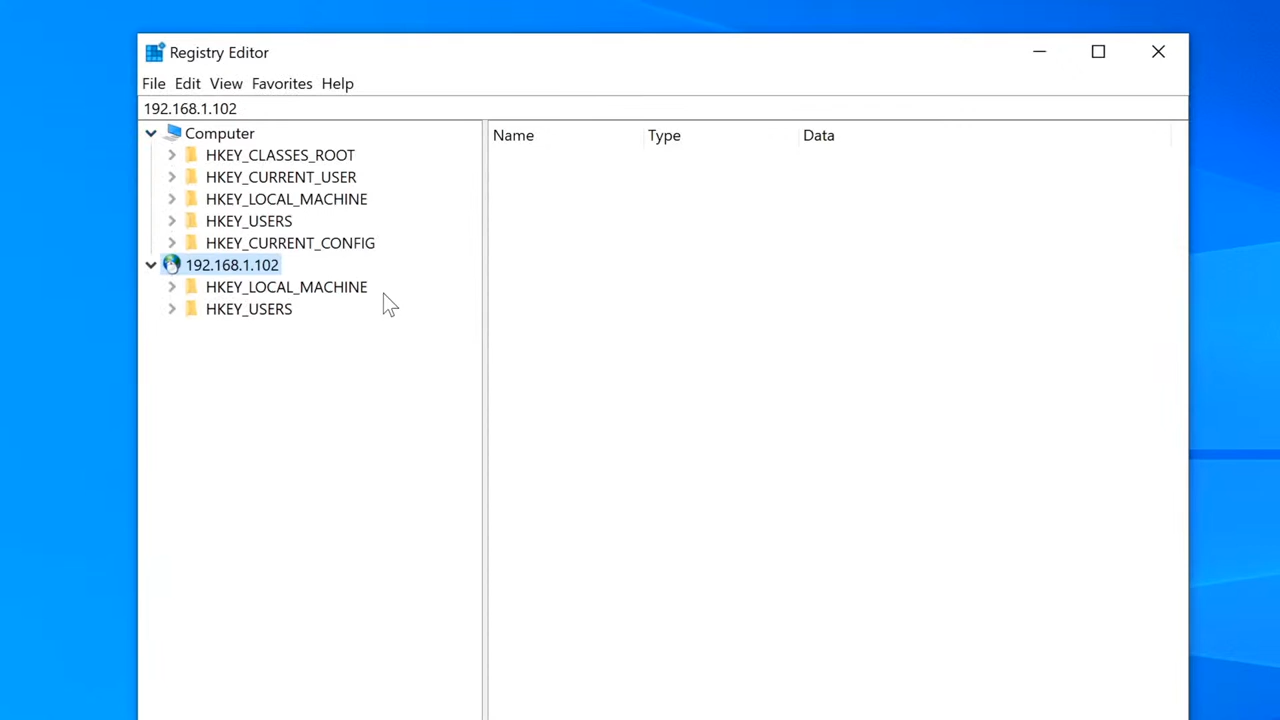 Registry Editor
File Edit View Favorites Help
192.168.1.102
Computer
HKEY_CLASSES_ROOT
HKEY_CURRENT_USER
HKEY_LOCAL_MACHINE
HKEY_USERS
HKEY_CURRENT_CONFIG
192.168.1.102
HKEY_LOCAL_MACHINE
HKEY_USERS
Name Type Data